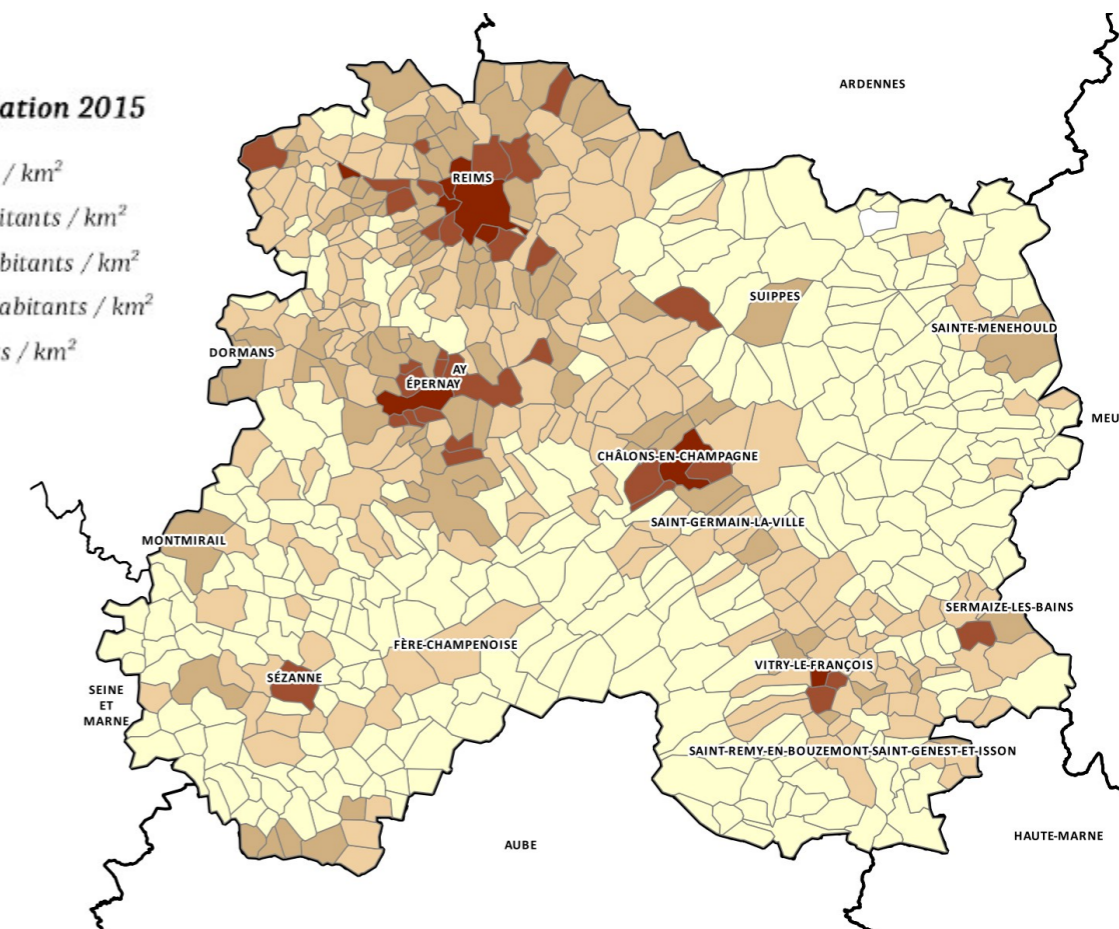 ation 2015
/ km²
itants / km²
bitants / km²
abitants / km²
s / km²
ARDENNES
REIMS
SUIPPES
SAINTE-MENEHOULD
DORMANS
AY
ÉPERNAY
MEU
CHÂLONS-EN-CHAMPAGNE
SAINT-GERMAIN-LA-VILLE
MONTMIRAIL
SERMAIZE-LES-BAINS
FÈRE-CHAMPENOISE
VITRY-LE-FRANÇOIS
SÉZANNE
SEINE
ET
MARNE
SAINT-REMY-EN-BOUZEMONT-SAINT-GENEST-ET-ISSON
HAUTE-MARNE
AUBE